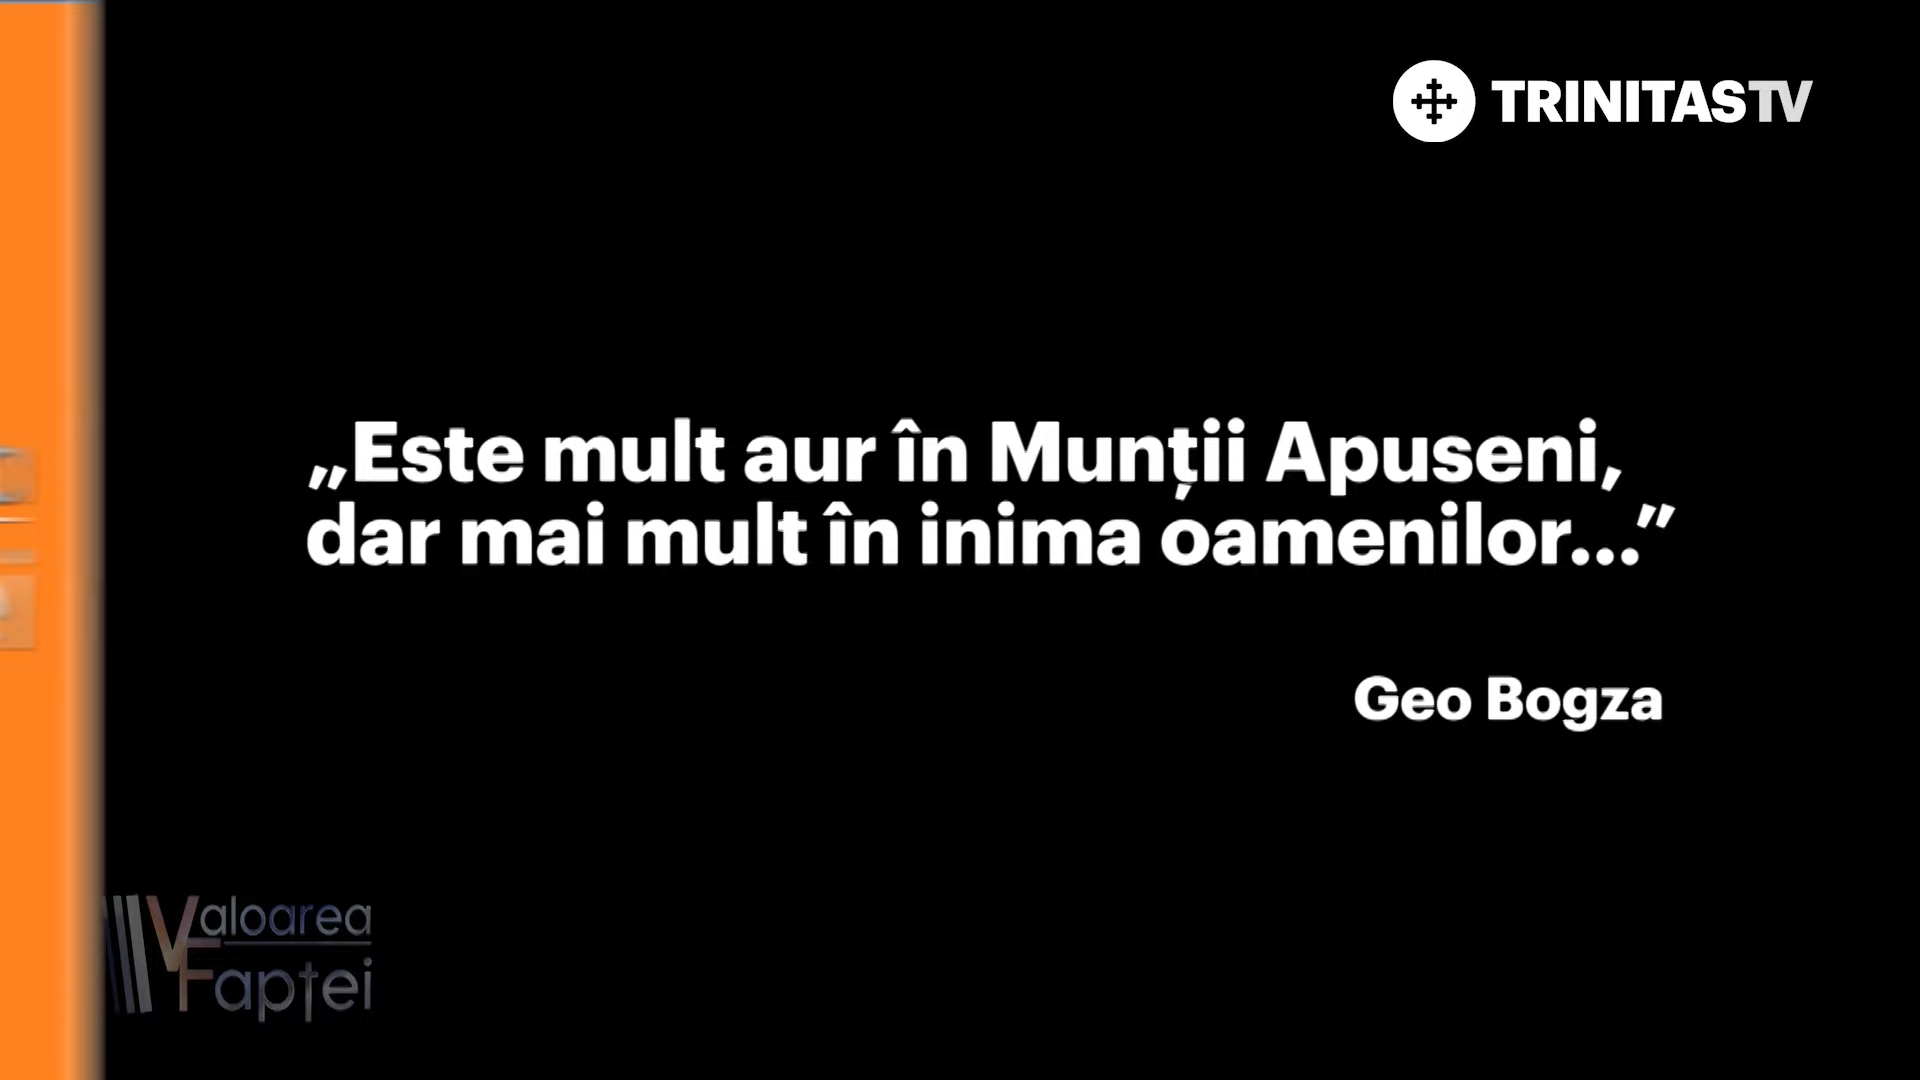 TRINITASTV
„Este mult aur în Munții Apuseni,
dar mai mult în inima oamenilor...”
Geo Bogza
Valoarea
Faptei